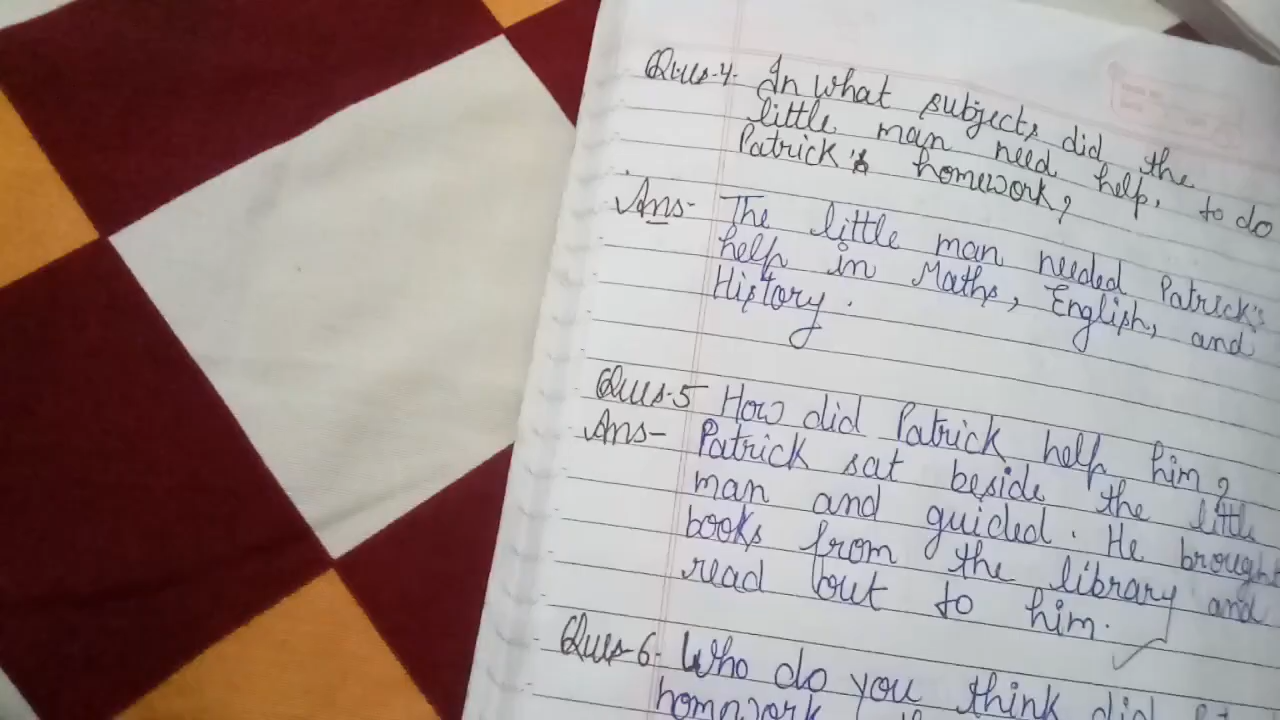 Ques-4- In what subjects did the
little man need help, to do
Patrick's homework?
Ans- The little man needed Patrick's
help in Maths, English, and
History.
Ques-5 How did Patrick help him?
Ans- Patrick sat beside the little
man and guided. He brought
books from the library and
read out to him.
Ques-6- Who do you think did
homework